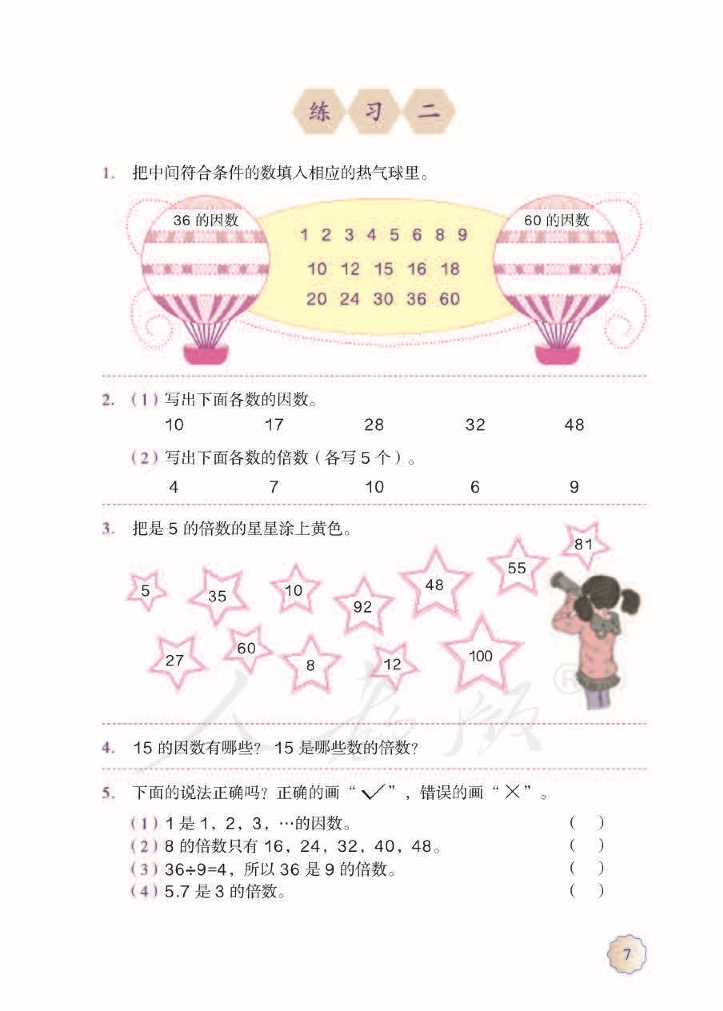 练习二
1. 把中间符合条件的数填入相应的热气球里。
36 的因数
60 的因数
1 2 3 4 5 6 8 9
10 12 15 16 18
20 24 30 36 60
2. （1）写出下面各数的因数。
10 17 28 32 48
（2）写出下面各数的倍数（各写 5 个）。
4 7 10 6 9
3. 把是 5 的倍数的星星涂上黄色。
5 35 10 92 48 55 81
27 60 8 12 100
人教版
4. 15 的因数有哪些？ 15 是哪些数的倍数？
5. 下面的说法正确吗？正确的画“✓”，错误的画“×”。
（1）1 是 1，2，3，…的因数。 （ ）
（2）8 的倍数只有 16，24，32，40，48。 （ ）
（3）36÷9=4，所以 36 是 9 的倍数。 （ ）
（4）5.7 是 3 的倍数。 （ ）
7